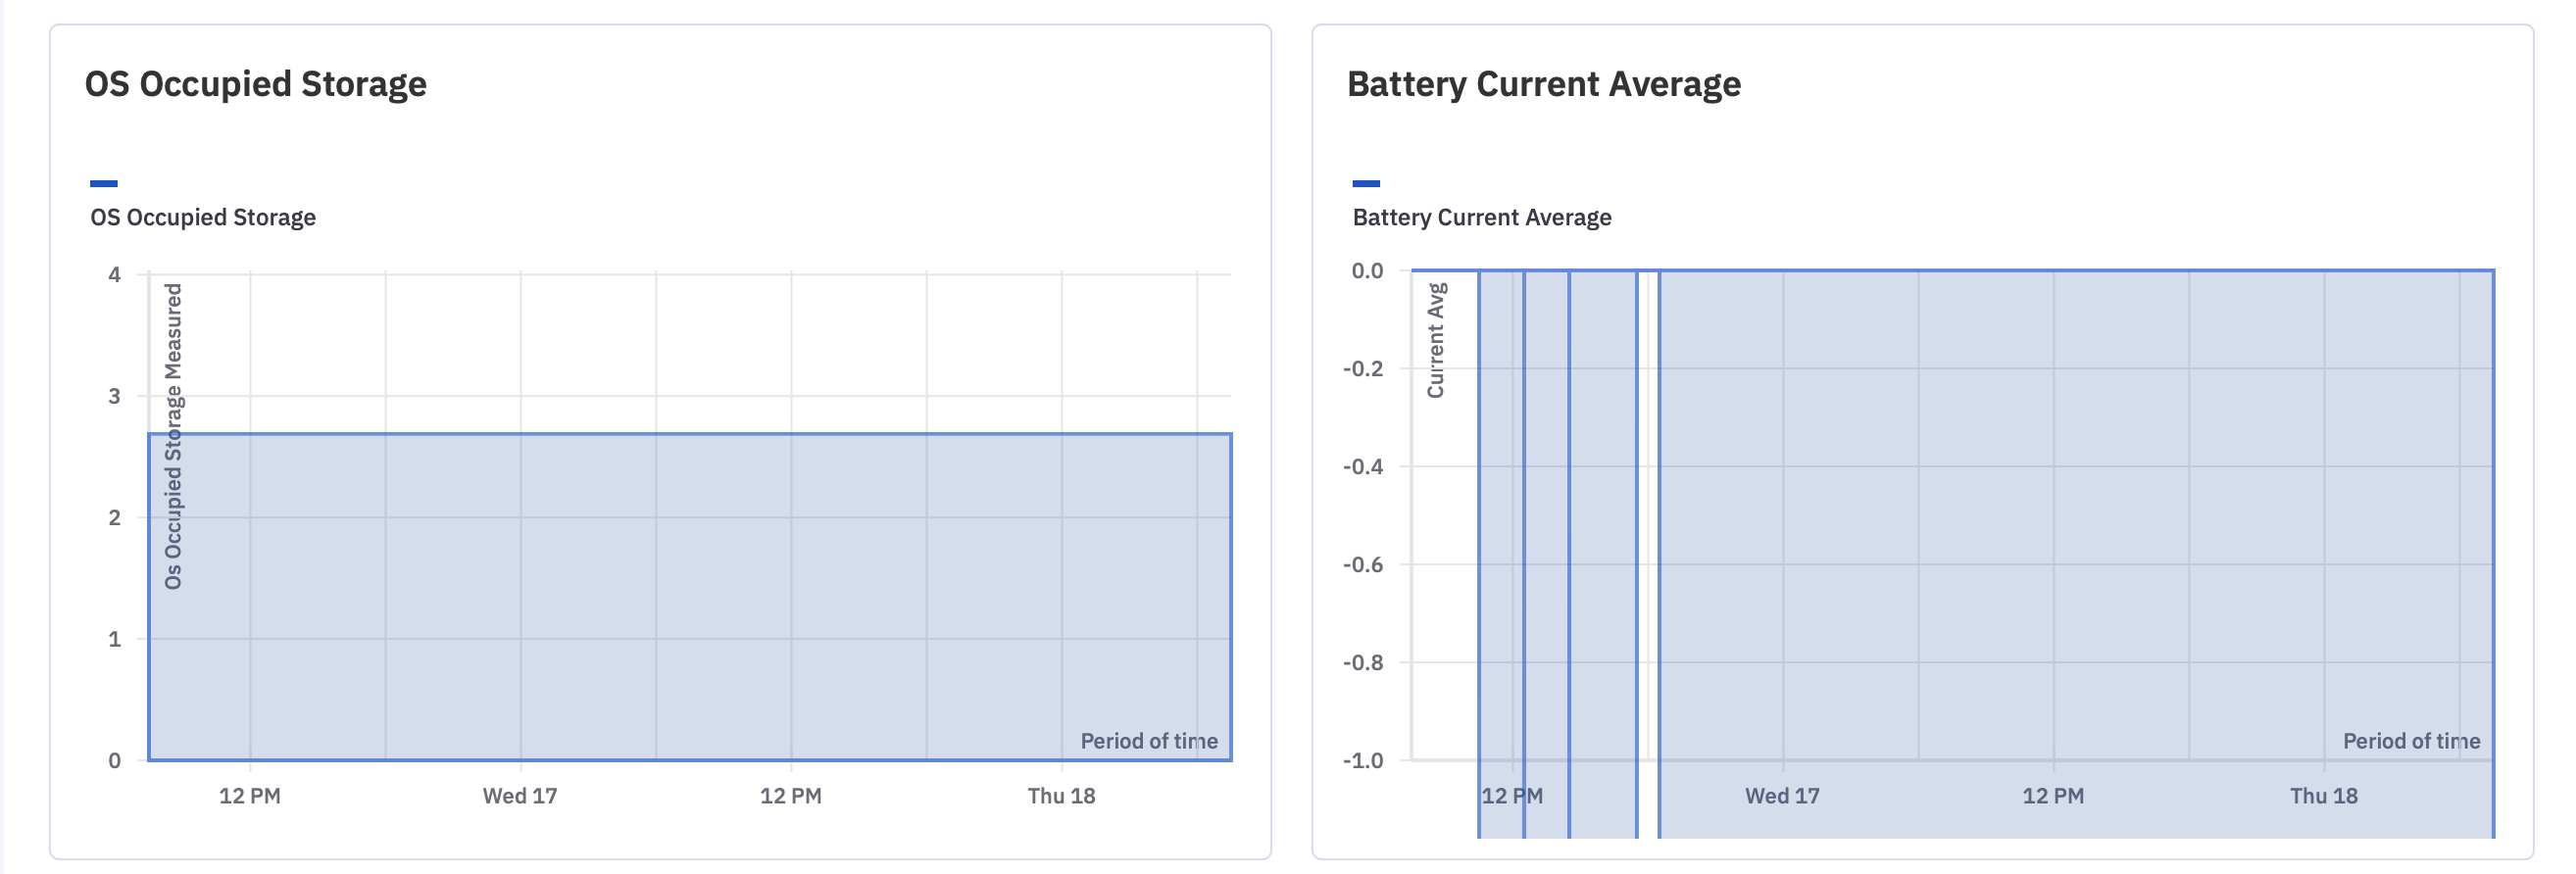 OS Occupied Storage
OS Occupied Storage
4
3
2
1
0
Os Occupied Storage Measured
Period of time
12 PM
Wed 17
12 PM
Thu 18
Battery Current Average
Battery Current Average
0.0
-0.2
-0.4
-0.6
-0.8
-1.0
Current Avg
Period of time
12 PM
Wed 17
12 PM
Thu 18